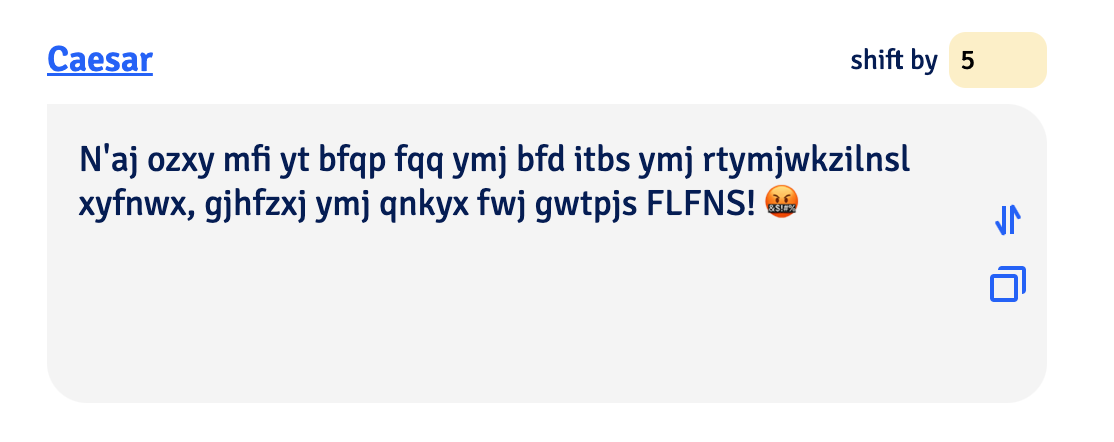 Caesar
shift by 5
N'aj ozxy mfi yt bfqp fqq ymj bfd itbs ymj rtymjwkzilnsl
xyfnwx, gjhfzxj ymj qnkyx fwj gwtpjs FLFNS! 🤬